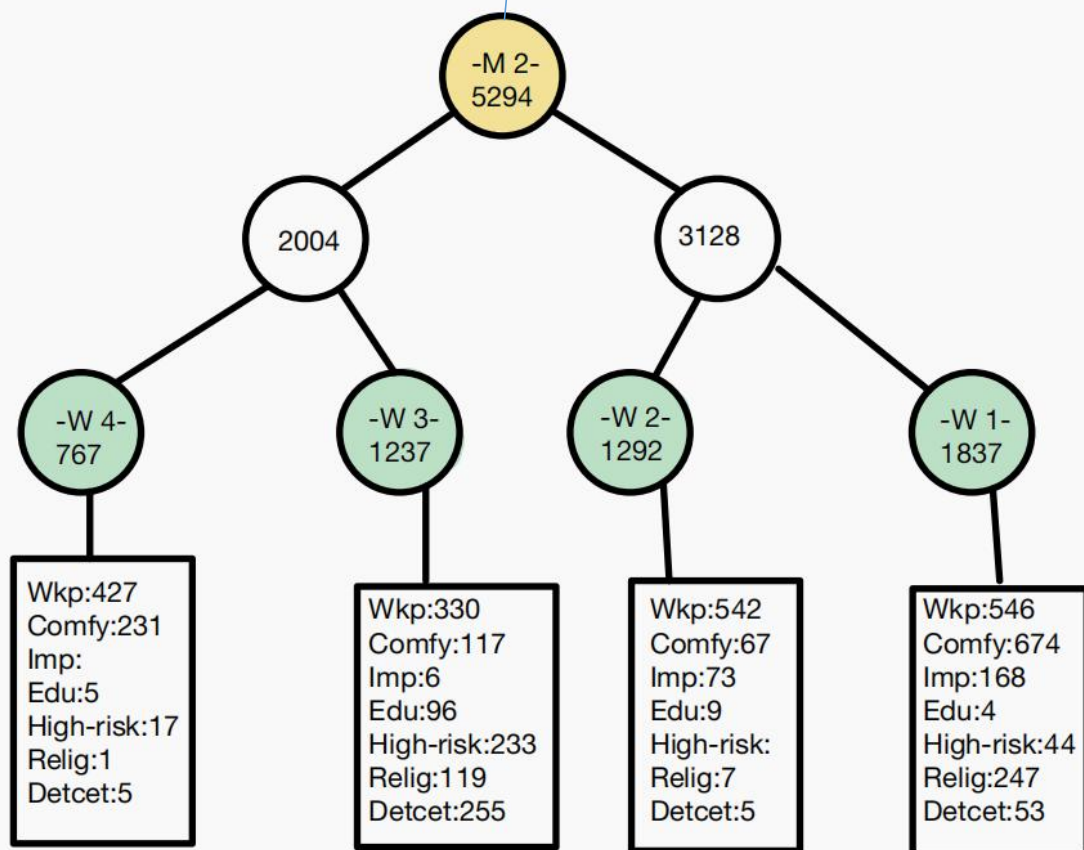 -M 2-
5294
2004
3128
-W 4-
767
-W 3-
1237
-W 2-
1292
-W 1-
1837
Wkp:427
Comfy:231
Imp:
Edu:5
High-risk:17
Relig:1
Detcet:5
Wkp:330
Comfy:117
Imp:6
Edu:96
High-risk:233
Relig:119
Detcet:255
Wkp:542
Comfy:67
Imp:73
Edu:9
High-risk:
Relig:7
Detcet:5
Wkp:546
Comfy:674
Imp:168
Edu:4
High-risk:44
Relig:247
Detcet:53